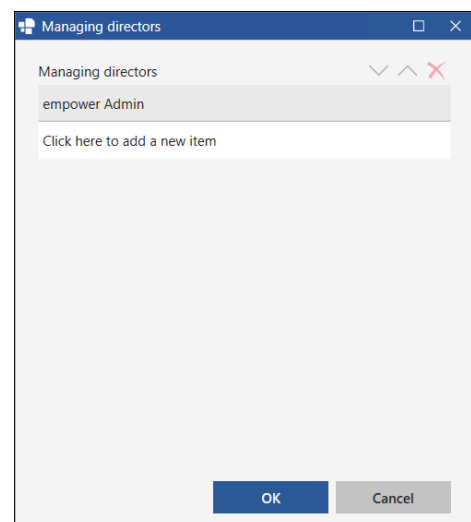 Managing directors
Managing directors
empower Admin
Click here to add a new item
OK
Cancel